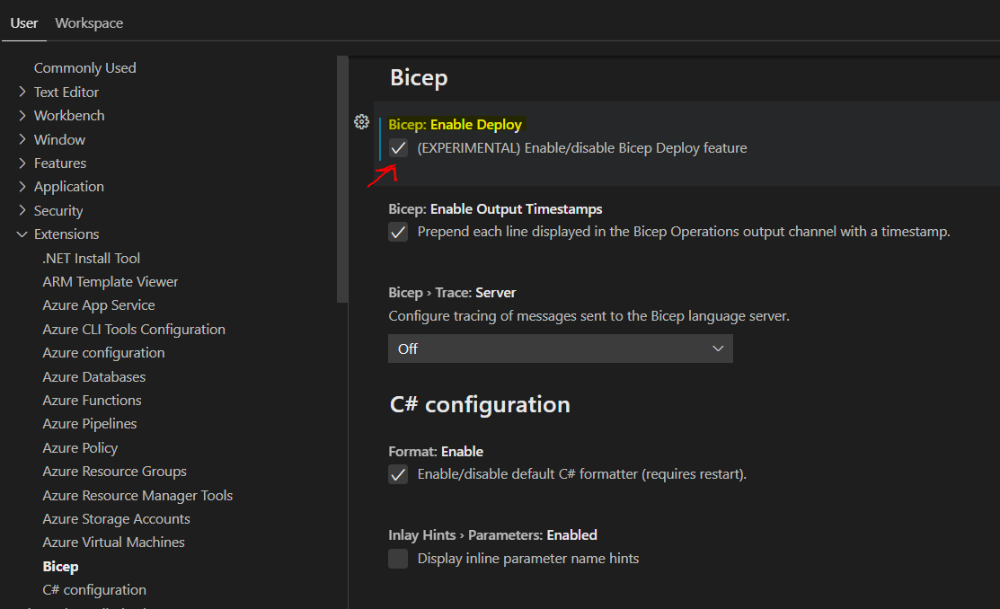 User Workspace
Commonly Used
Text Editor
Workbench
Window
Features
Application
Security
Extensions
.NET Install Tool
ARM Template Viewer
Azure App Service
Azure CLI Tools Configuration
Azure configuration
Azure Databases
Azure Functions
Azure Pipelines
Azure Policy
Azure Resource Groups
Azure Resource Manager Tools
Azure Storage Accounts
Azure Virtual Machines
Bicep
C# configuration
Bicep
Bicep: Enable Deploy
(EXPERIMENTAL) Enable/disable Bicep Deploy feature
Bicep: Enable Output Timestamps
Prepend each line displayed in the Bicep Operations output channel with a timestamp.
Bicep › Trace: Server
Configure tracing of messages sent to the Bicep language server.
Off
C# configuration
Format: Enable
Enable/disable default C# formatter (requires restart).
Inlay Hints › Parameters: Enabled
Display inline parameter name hints